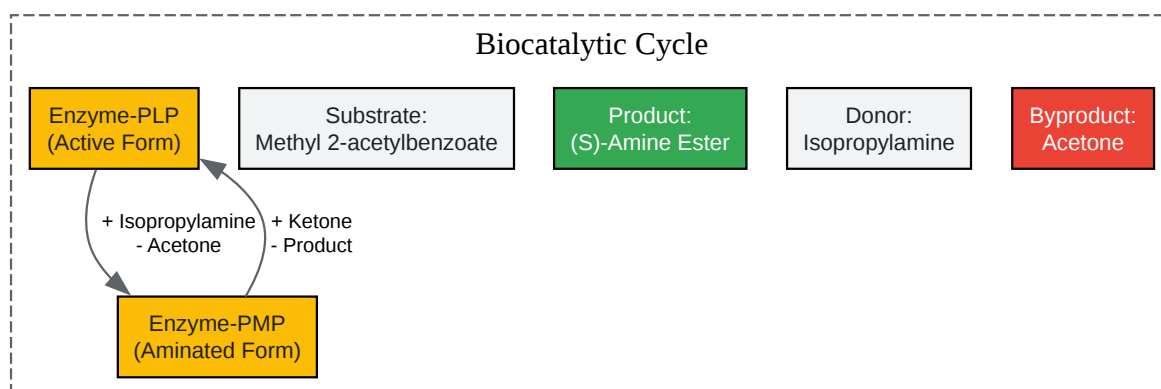 Biocatalytic Cycle
Enzyme-PLP
(Active Form)
Substrate:
Methyl 2-acetylbenzoate
Product:
(S)-Amine Ester
Donor:
Isopropylamine
Byproduct:
Acetone
+ Isopropylamine
- Acetone
+ Ketone
- Product
Enzyme-PMP
(Aminated Form)